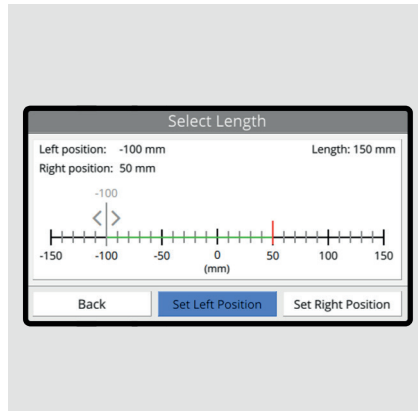 Select Length
Left position: -100 mm Length: 150 mm
Right position: 50 mm
-100
-150 -100 -50 0 50 100 150
(mm)
Back Set Left Position Set Right Position